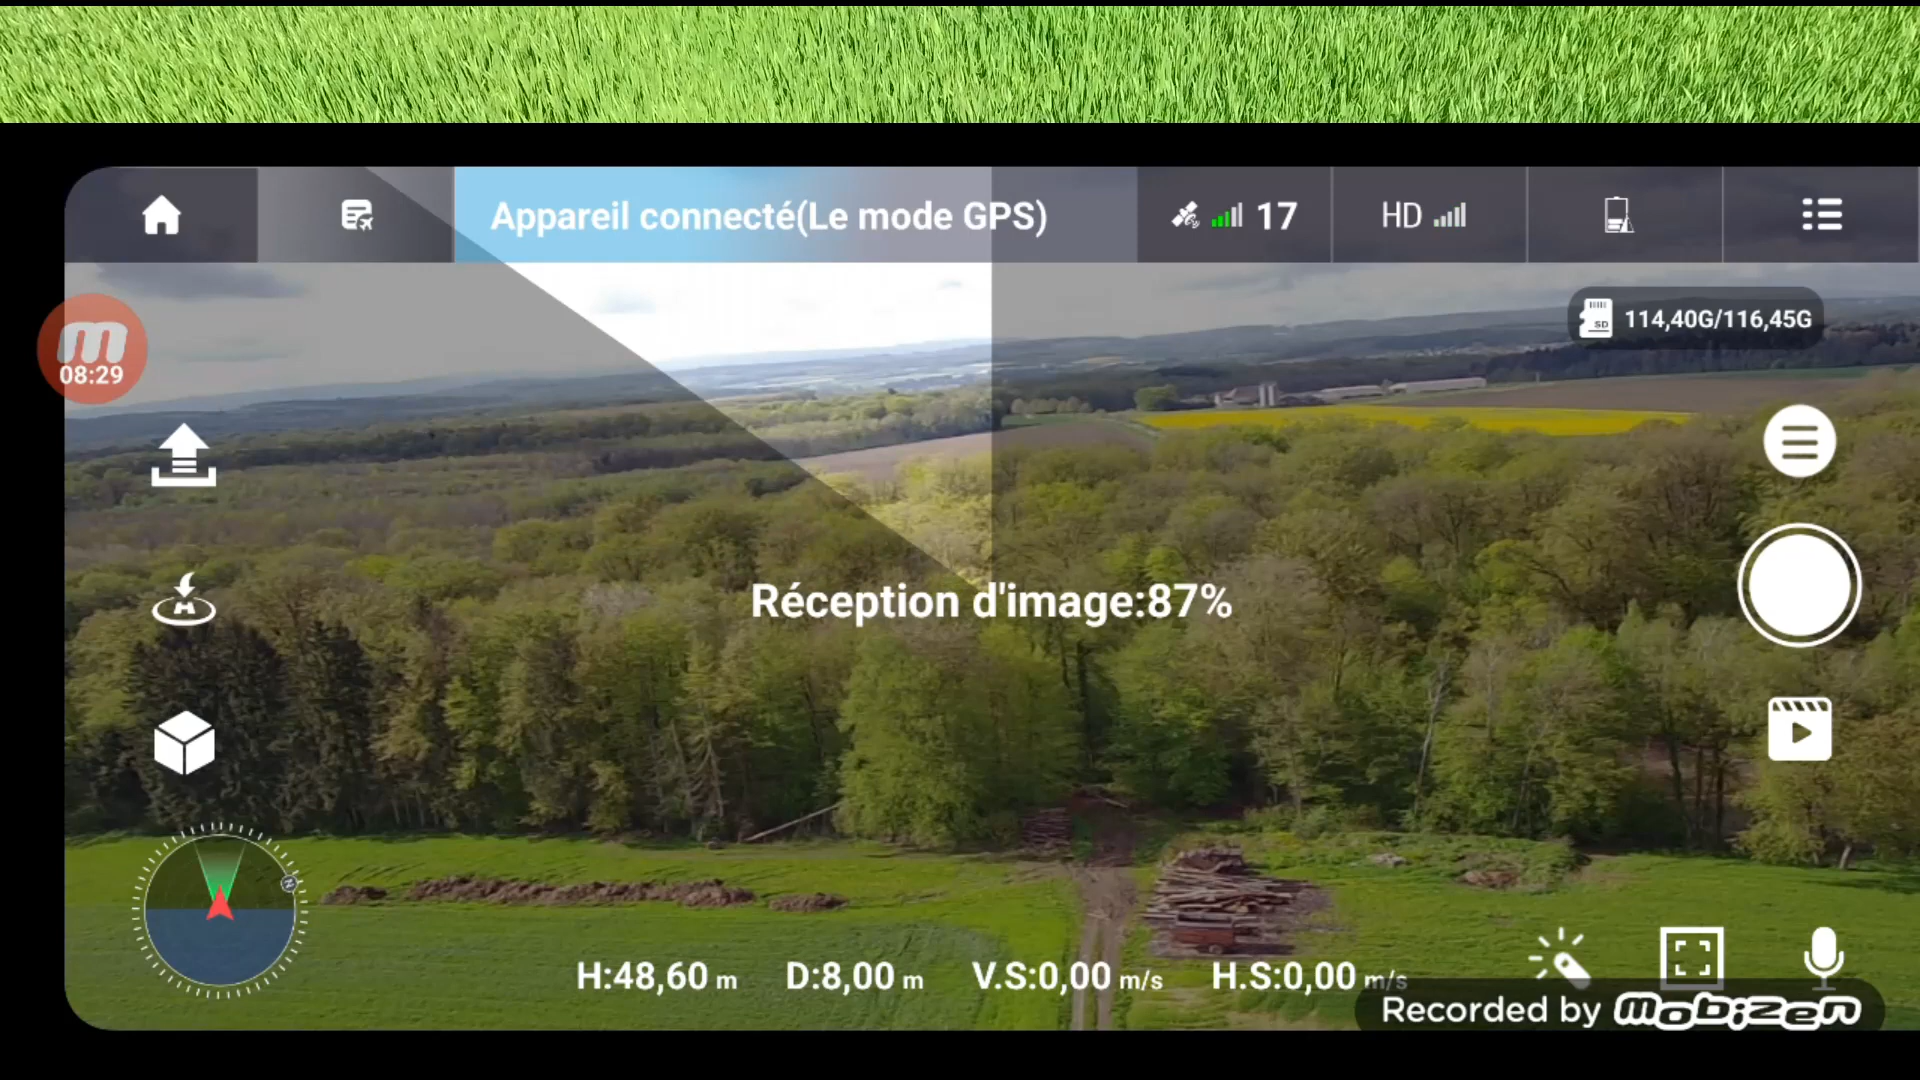 Appareil connecté(Le mode GPS)
17
HD
SD
114,40G/116,45G
m
08:29
Réception d'image:87%
N
H:48,60 m D:8,00 m V.S:0,00 m/s H.S:0,00 m/s
Recorded by mobizen